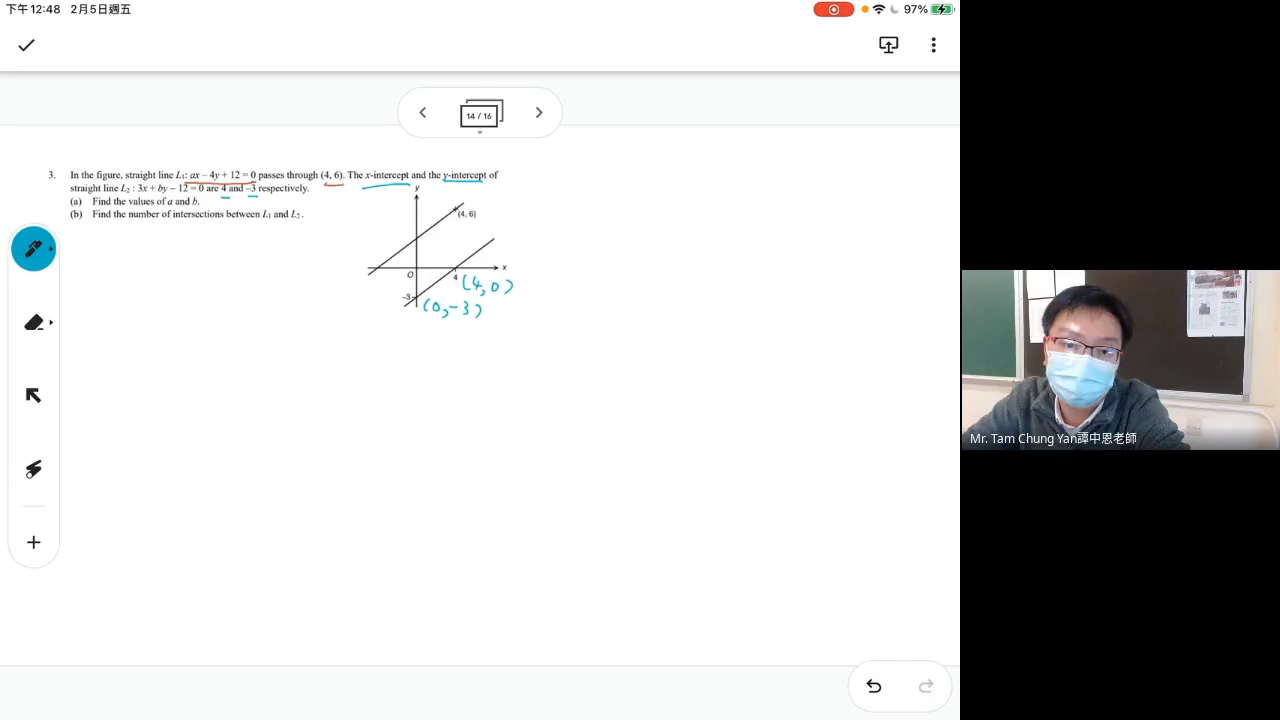 下午12:48 2月5日週五
97%
14 / 16
3. In the figure, straight line L₁: ax – 4y + 12 = 0 passes through (4, 6). The x-intercept and the y-intercept of
straight line L₂ : 3x + by – 12 = 0 are 4 and –3 respectively.
(a) Find the values of a and b.
(b) Find the number of intersections between L₁ and L₂ .
y
(4, 6)
x
O
4
(4, 0)
–3
(0, –3)
Mr. Tam Chung Yan譚中恩老師